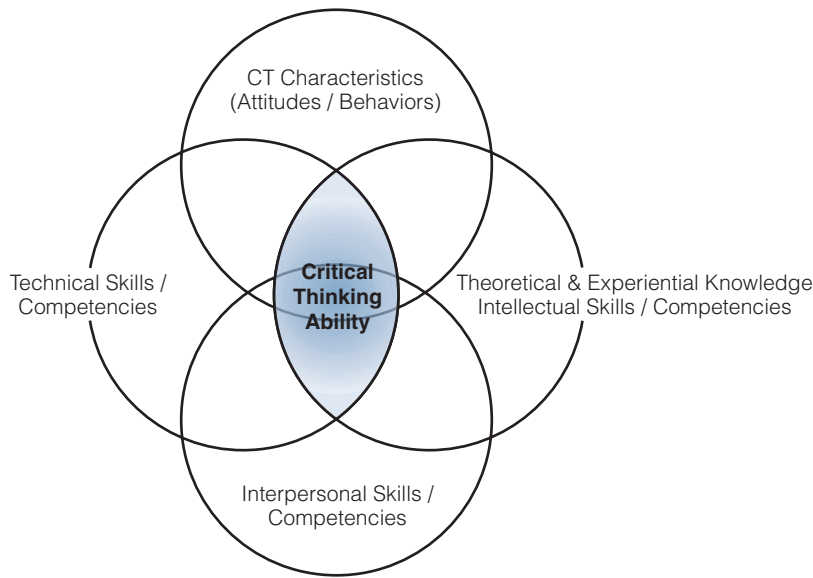 CT Characteristics
(Attitudes / Behaviors)
Technical Skills /
Competencies
Critical
Thinking
Ability
Theoretical & Experiential Knowledge
Intellectual Skills / Competencies
Interpersonal Skills /
Competencies